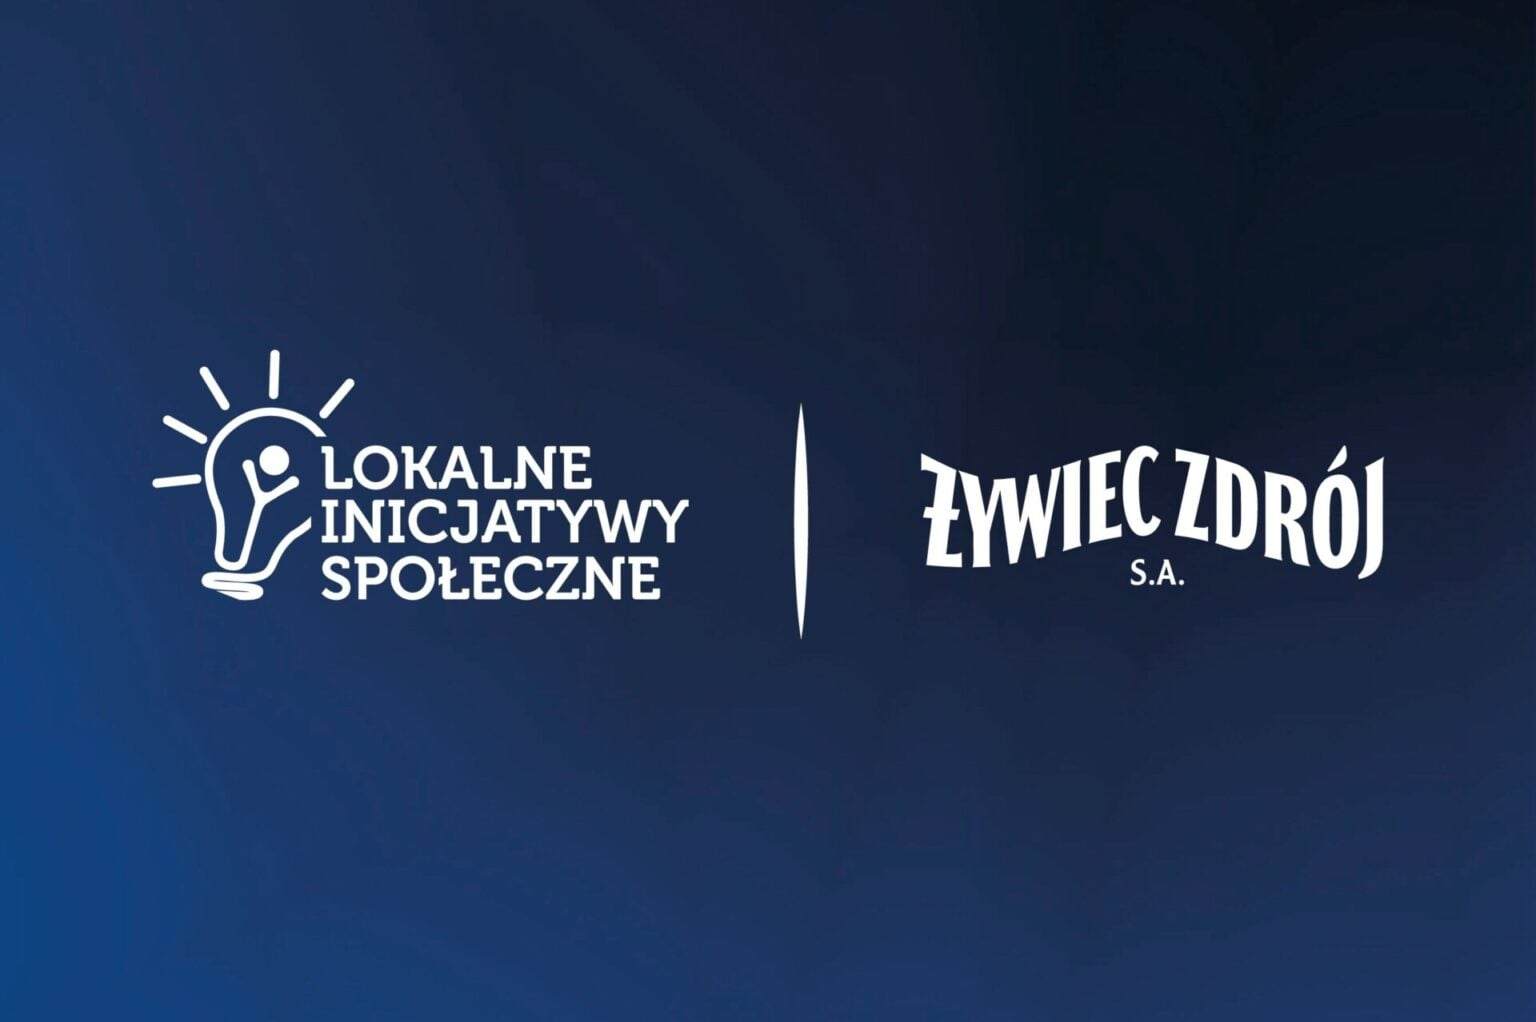 LOKALNE
INICJATYWY
SPOŁECZNE
ŻYWIEC ZDRÓJ
S.A.